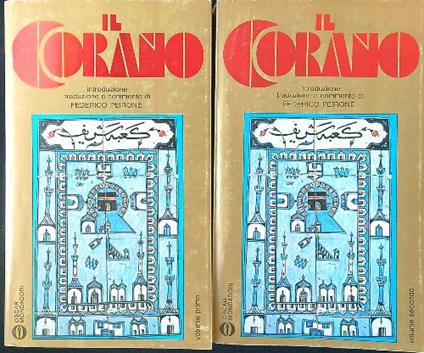 IL
CORANO
introduzione
traduzione e commento di
FEDERICO PEIRONE
كعبة شريف
OSCAR
MONDADORI
volume primo
IL
CORANO
introduzione
traduzione e commento di
FEDERICO PEIRONE
كعبة شريف
OSCAR
MONDADORI
volume secondo